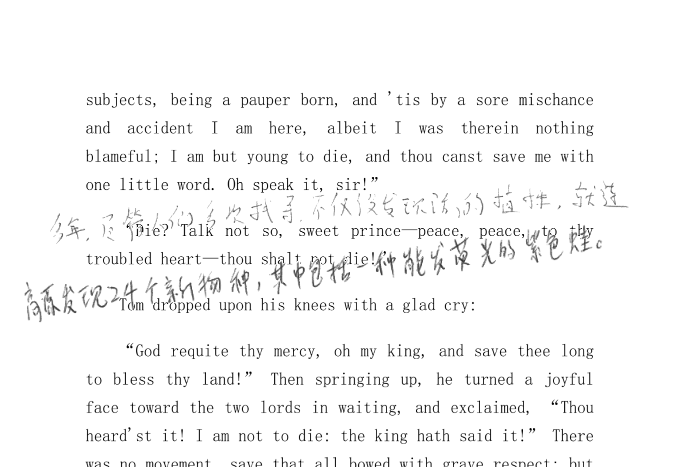 subjects, being a pauper born, and 'tis by a sore mischance
and accident I am here, albeit I was therein nothing
blameful; I am but young to die, and thou canst save me with
one little word. Oh speak it, sir!”
多年，尽管人们多次找寻，不仅没发现活的植株，就连
“Die? Talk not so, sweet prince—peace, peace, to thy
troubled heart—thou shalt not die!”
高原发现24个新物种，其中包括一种能发荧光的紫色蛙。
Tom dropped upon his knees with a glad cry:
“God requite thy mercy, oh my king, and save thee long
to bless thy land!” Then springing up, he turned a joyful
face toward the two lords in waiting, and exclaimed, “Thou
heard'st it! I am not to die: the king hath said it!” There
was no movement, save that all bowed with grave respect; but